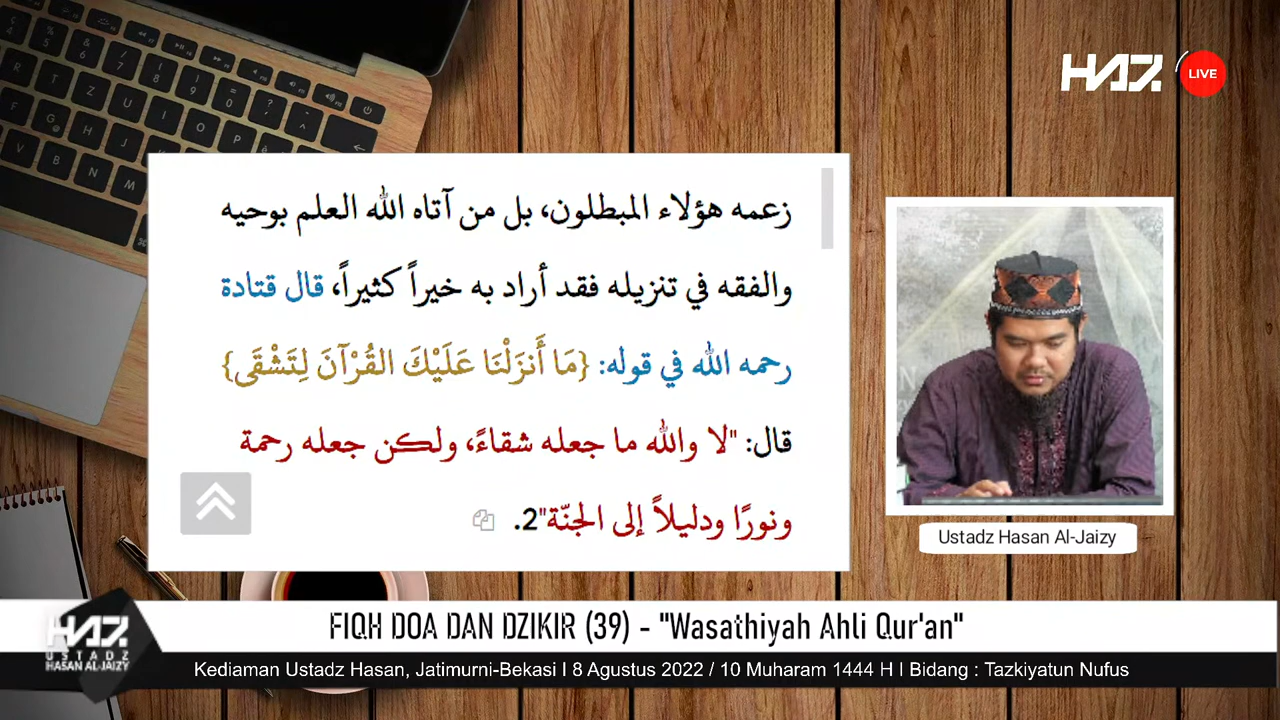 HAZ
LIVE
زعمه هؤلاء المبطلون، بل من آتاه الله العلم بوحيه
والفقه في تنزيله فقد أراد به خيراً كثيراً، قال قتادة
رحمه الله في قوله: {مَا أَنزَلْنَا عَلَيْكَ القُرْآنَ لِتَشْقَى}
قال: "لا والله ما جعله شقاءً، ولكن جعله رحمة
ونورًا ودليلاً إلى الجنّة"2.
Ustadz Hasan Al-Jaizy
FIQH DOA DAN DZIKIR (39) - "Wasathiyah Ahli Qur'an"
HAZ
USTADZ
HASAN AL-JAIZY
Kediaman Ustadz Hasan, Jatimurni-Bekasi I 8 Agustus 2022 / 10 Muharam 1444 H I Bidang : Tazkiyatun Nufus